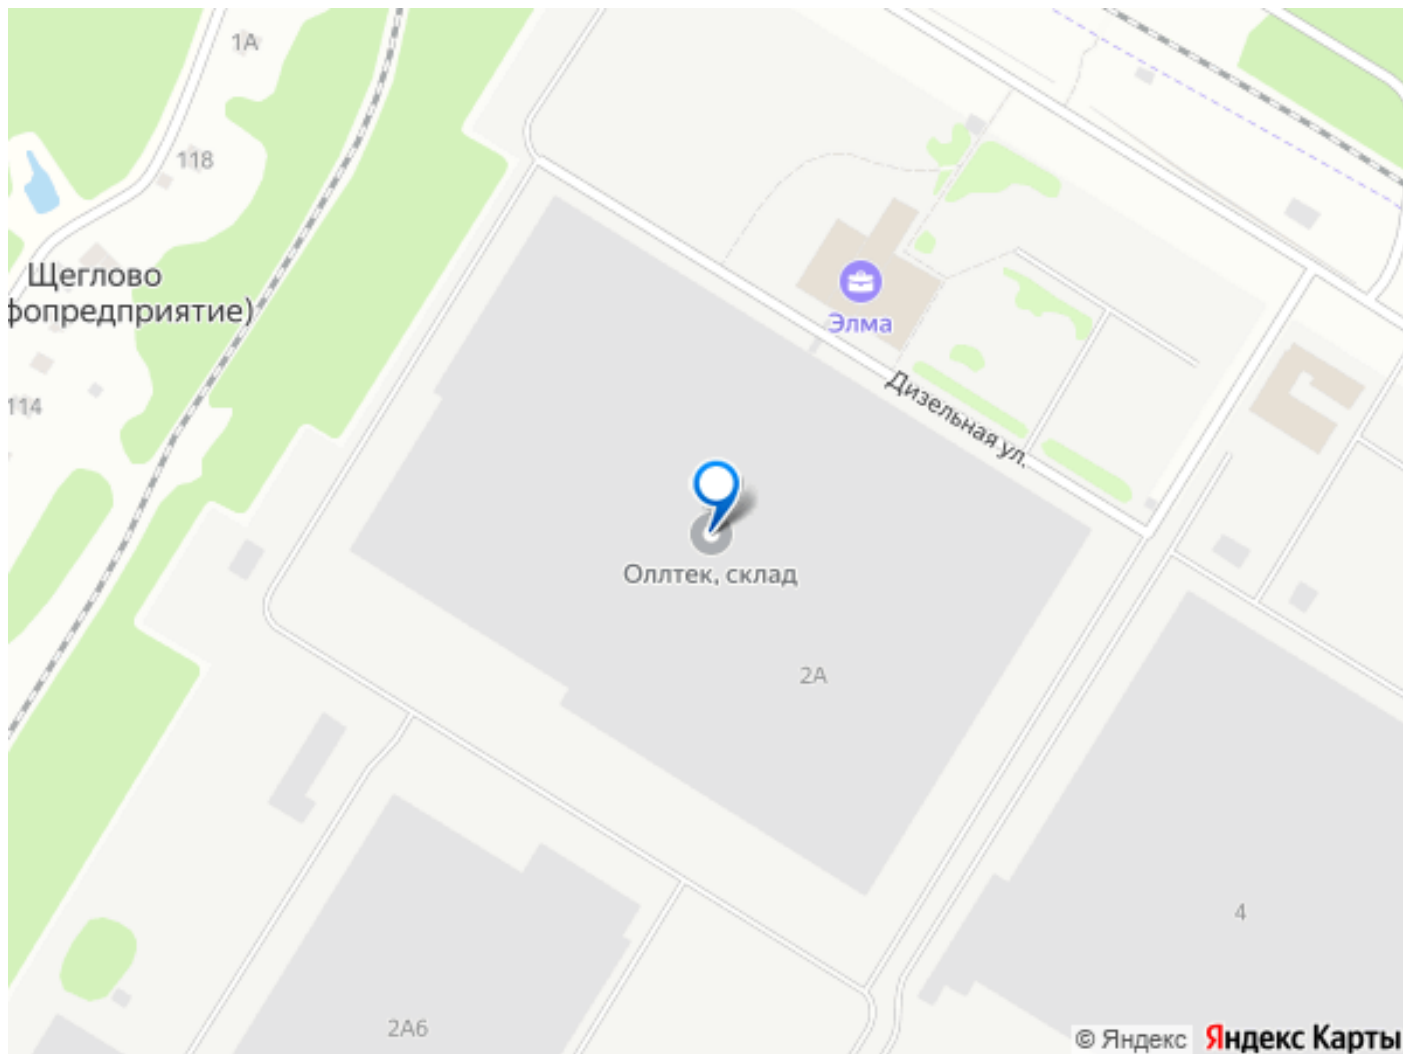 1А
118
Щеглово
фопредприятие)
114
Элма
Дизельная ул.
Оллтек, склад
2А
4
2А6
© Яндекс Яндекс Карты